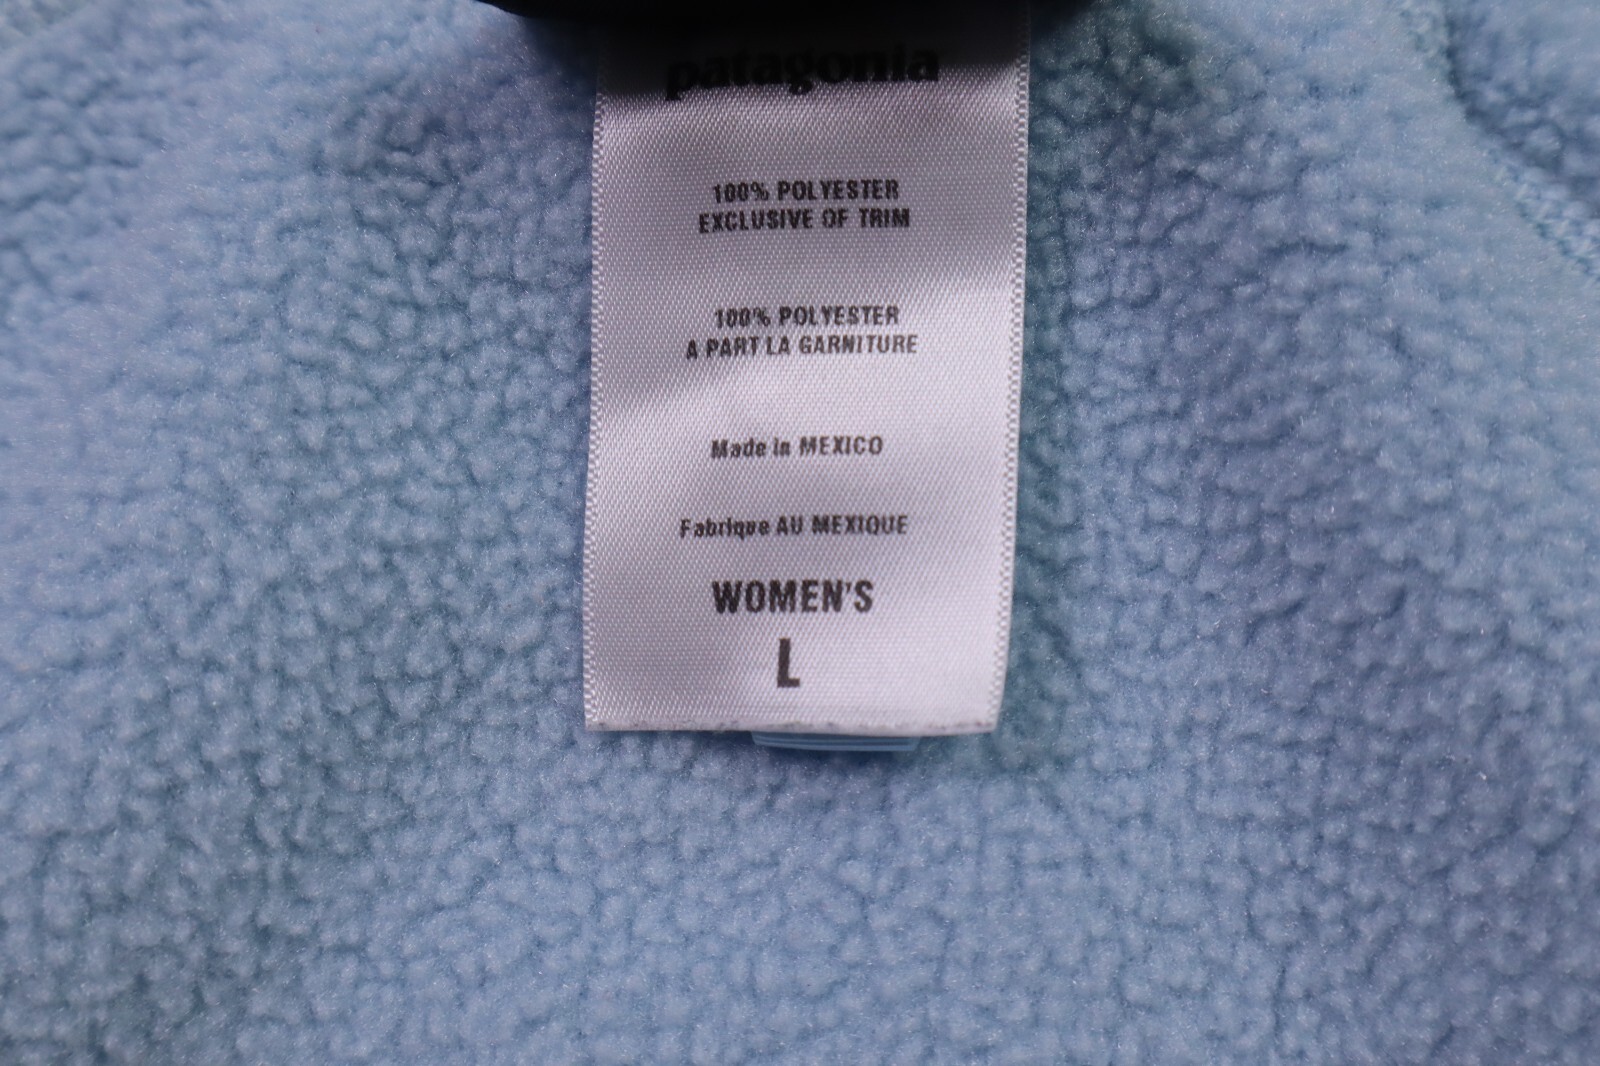 patagonia
100% POLYESTER
EXCLUSIVE OF TRIM
100% POLYESTER
A PART LA GARNITURE
Made in MEXICO
Fabrique AU MEXIQUE
WOMEN'S
L